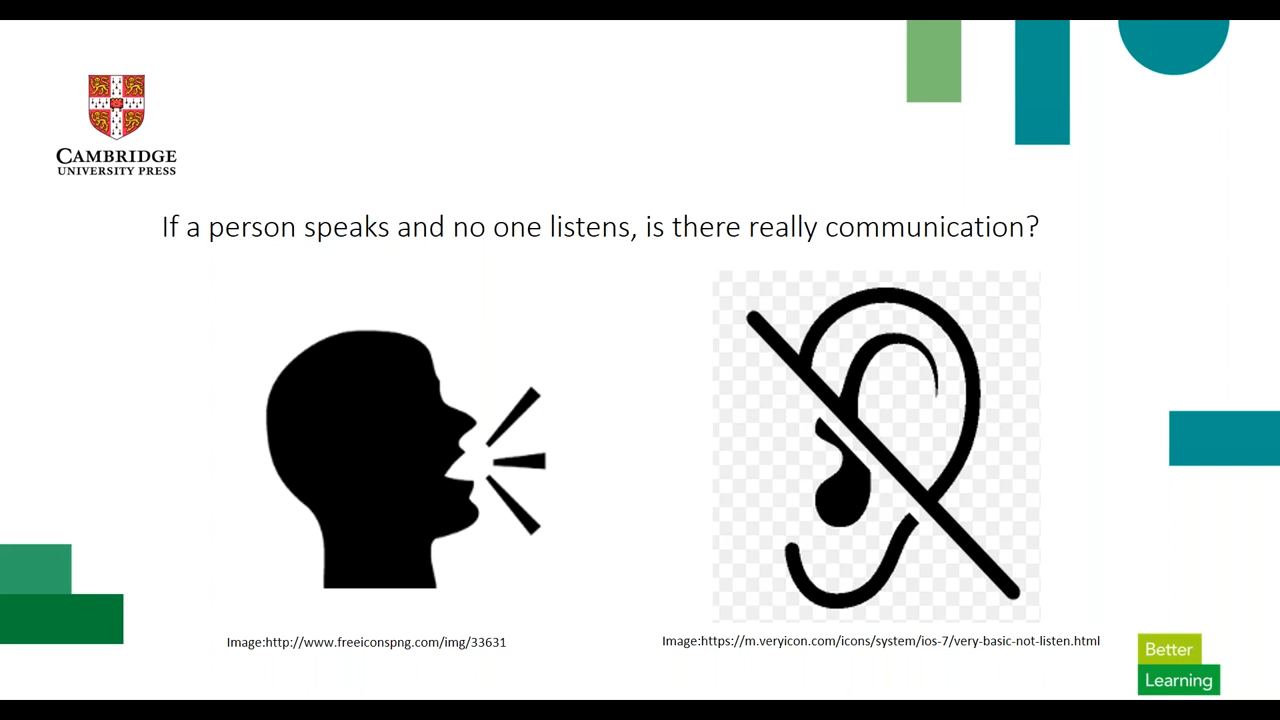 CAMBRIDGE
UNIVERSITY PRESS
If a person speaks and no one listens, is there really communication?
Image:http://www.freeiconspng.com/img/33631
Image:https://m.veryicon.com/icons/system/ios-7/very-basic-not-listen.html
Better
Learning